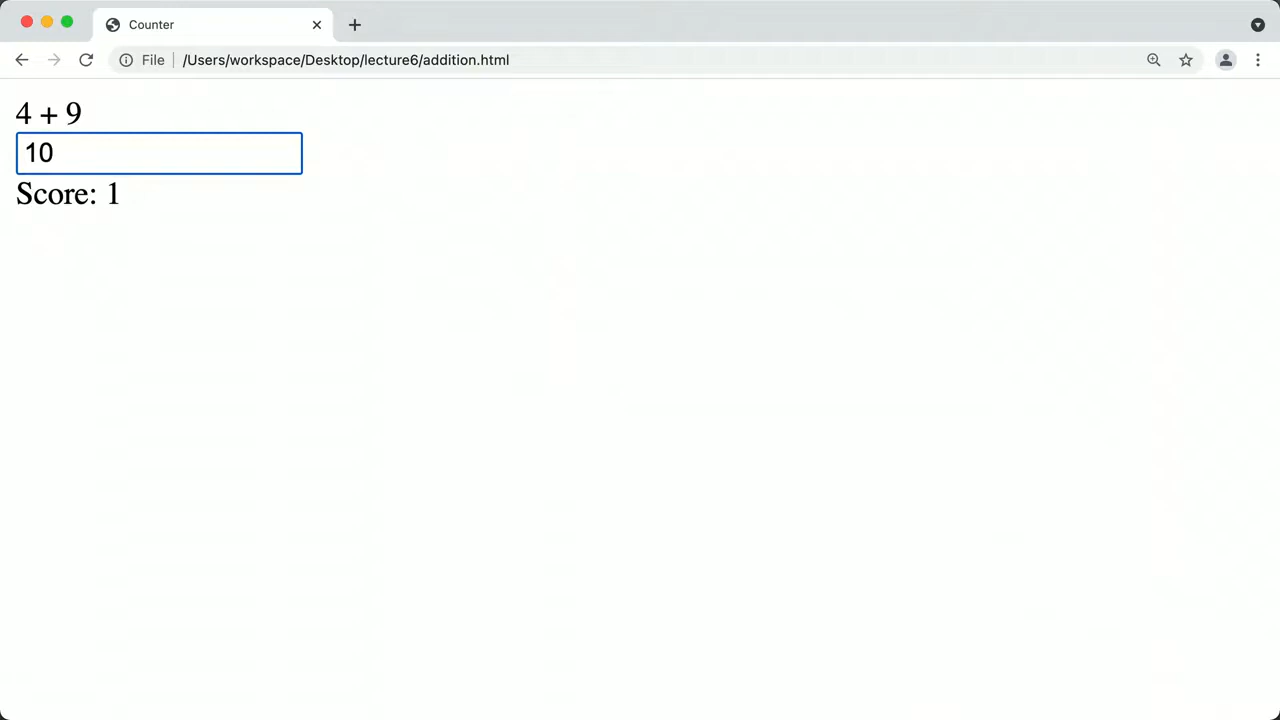 Counter
File /Users/workspace/Desktop/lecture6/addition.html
4 + 9
10
Score: 1